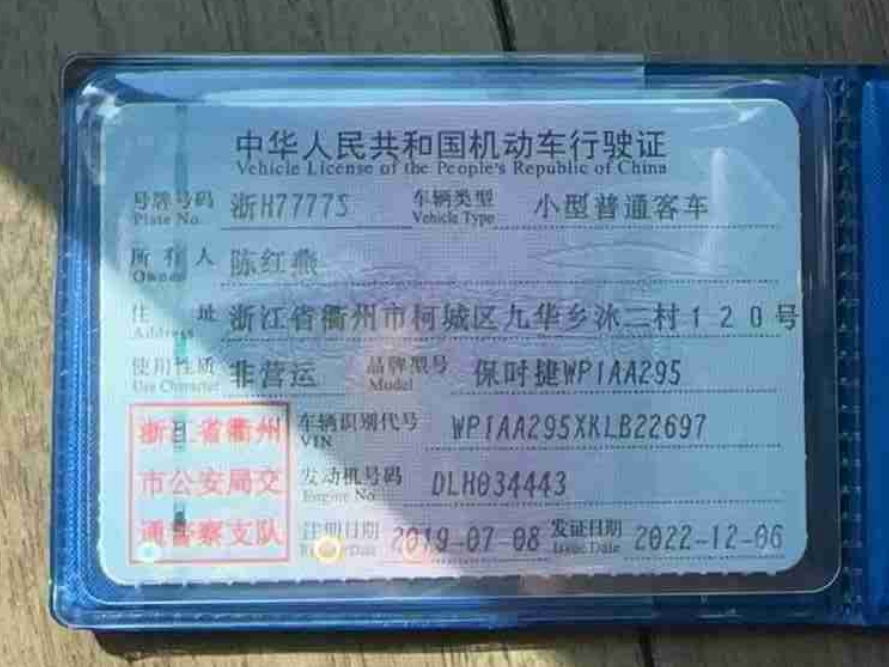 中华人民共和国机动车行驶证
Vehicle License of the People's Republic of China
号牌号码 浙H7777S 车辆类型 小型普通客车
Plate No. Vehicle Type
所有人 陈红燕
Owner
住址 浙江省衢州市柯城区九华乡沐二村120号
Address
使用性质 非营运 品牌型号 保时捷WP1AA295
Use Character Model
浙江省衢州 车辆识别代号 WP1AA295XKLB22697
VIN
市公安局交 发动机号码 DLH034443
Engine No.
通警察支队 注册日期 2019-07-08 发证日期 2022-12-06
Register Date Issue Date